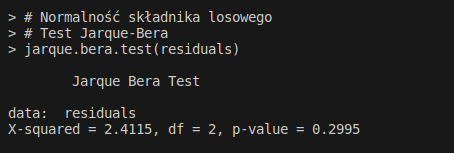 > # Normalność składnika losowego
> # Test Jarque-Bera
> jarque.bera.test(residuals)
Jarque Bera Test
data:  residuals
X-squared = 2.4115, df = 2, p-value = 0.2995